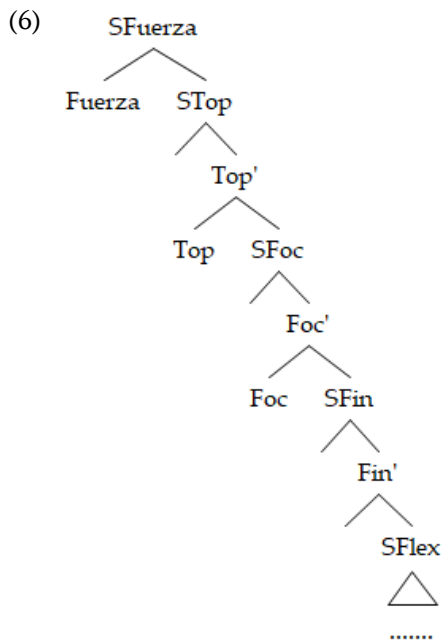 (6)
SFuerza
Fuerza STop
Top'
Top SFoc
Foc'
Foc SFin
Fin'
SFlex
.......